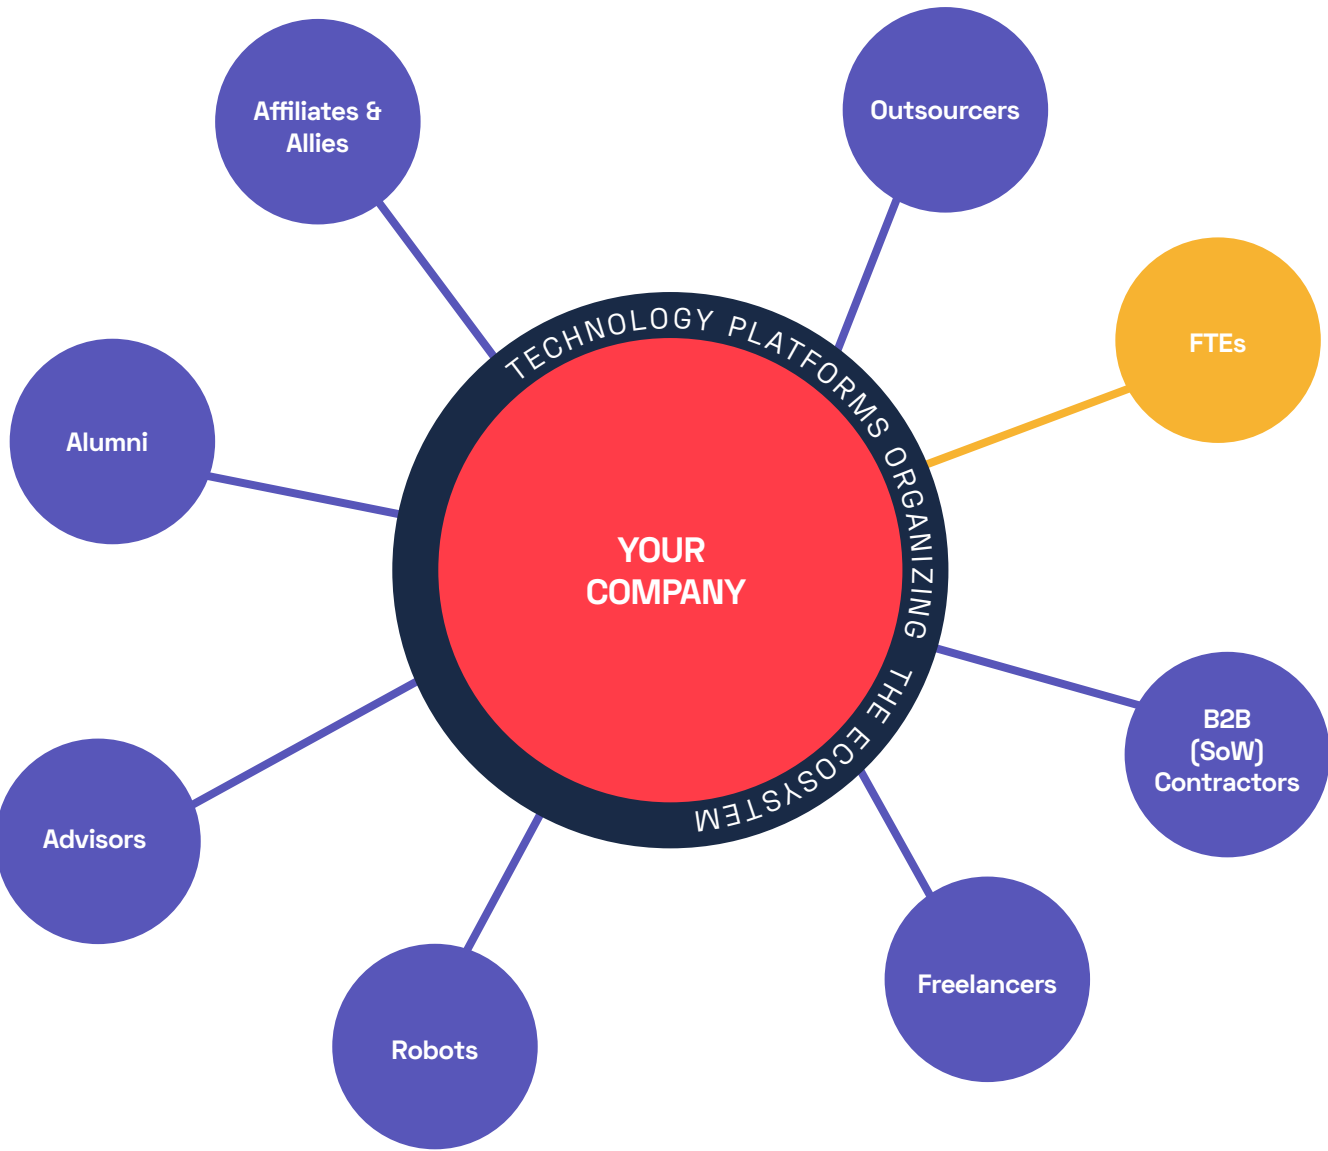 Affiliates &
Allies
Outsourcers
FTEs
Alumni
TECHNOLOGY PLATFORMS ORGANIZING THE ECOSYSTEM
YOUR
COMPANY
B2B
(SoW)
Contractors
Advisors
Freelancers
Robots